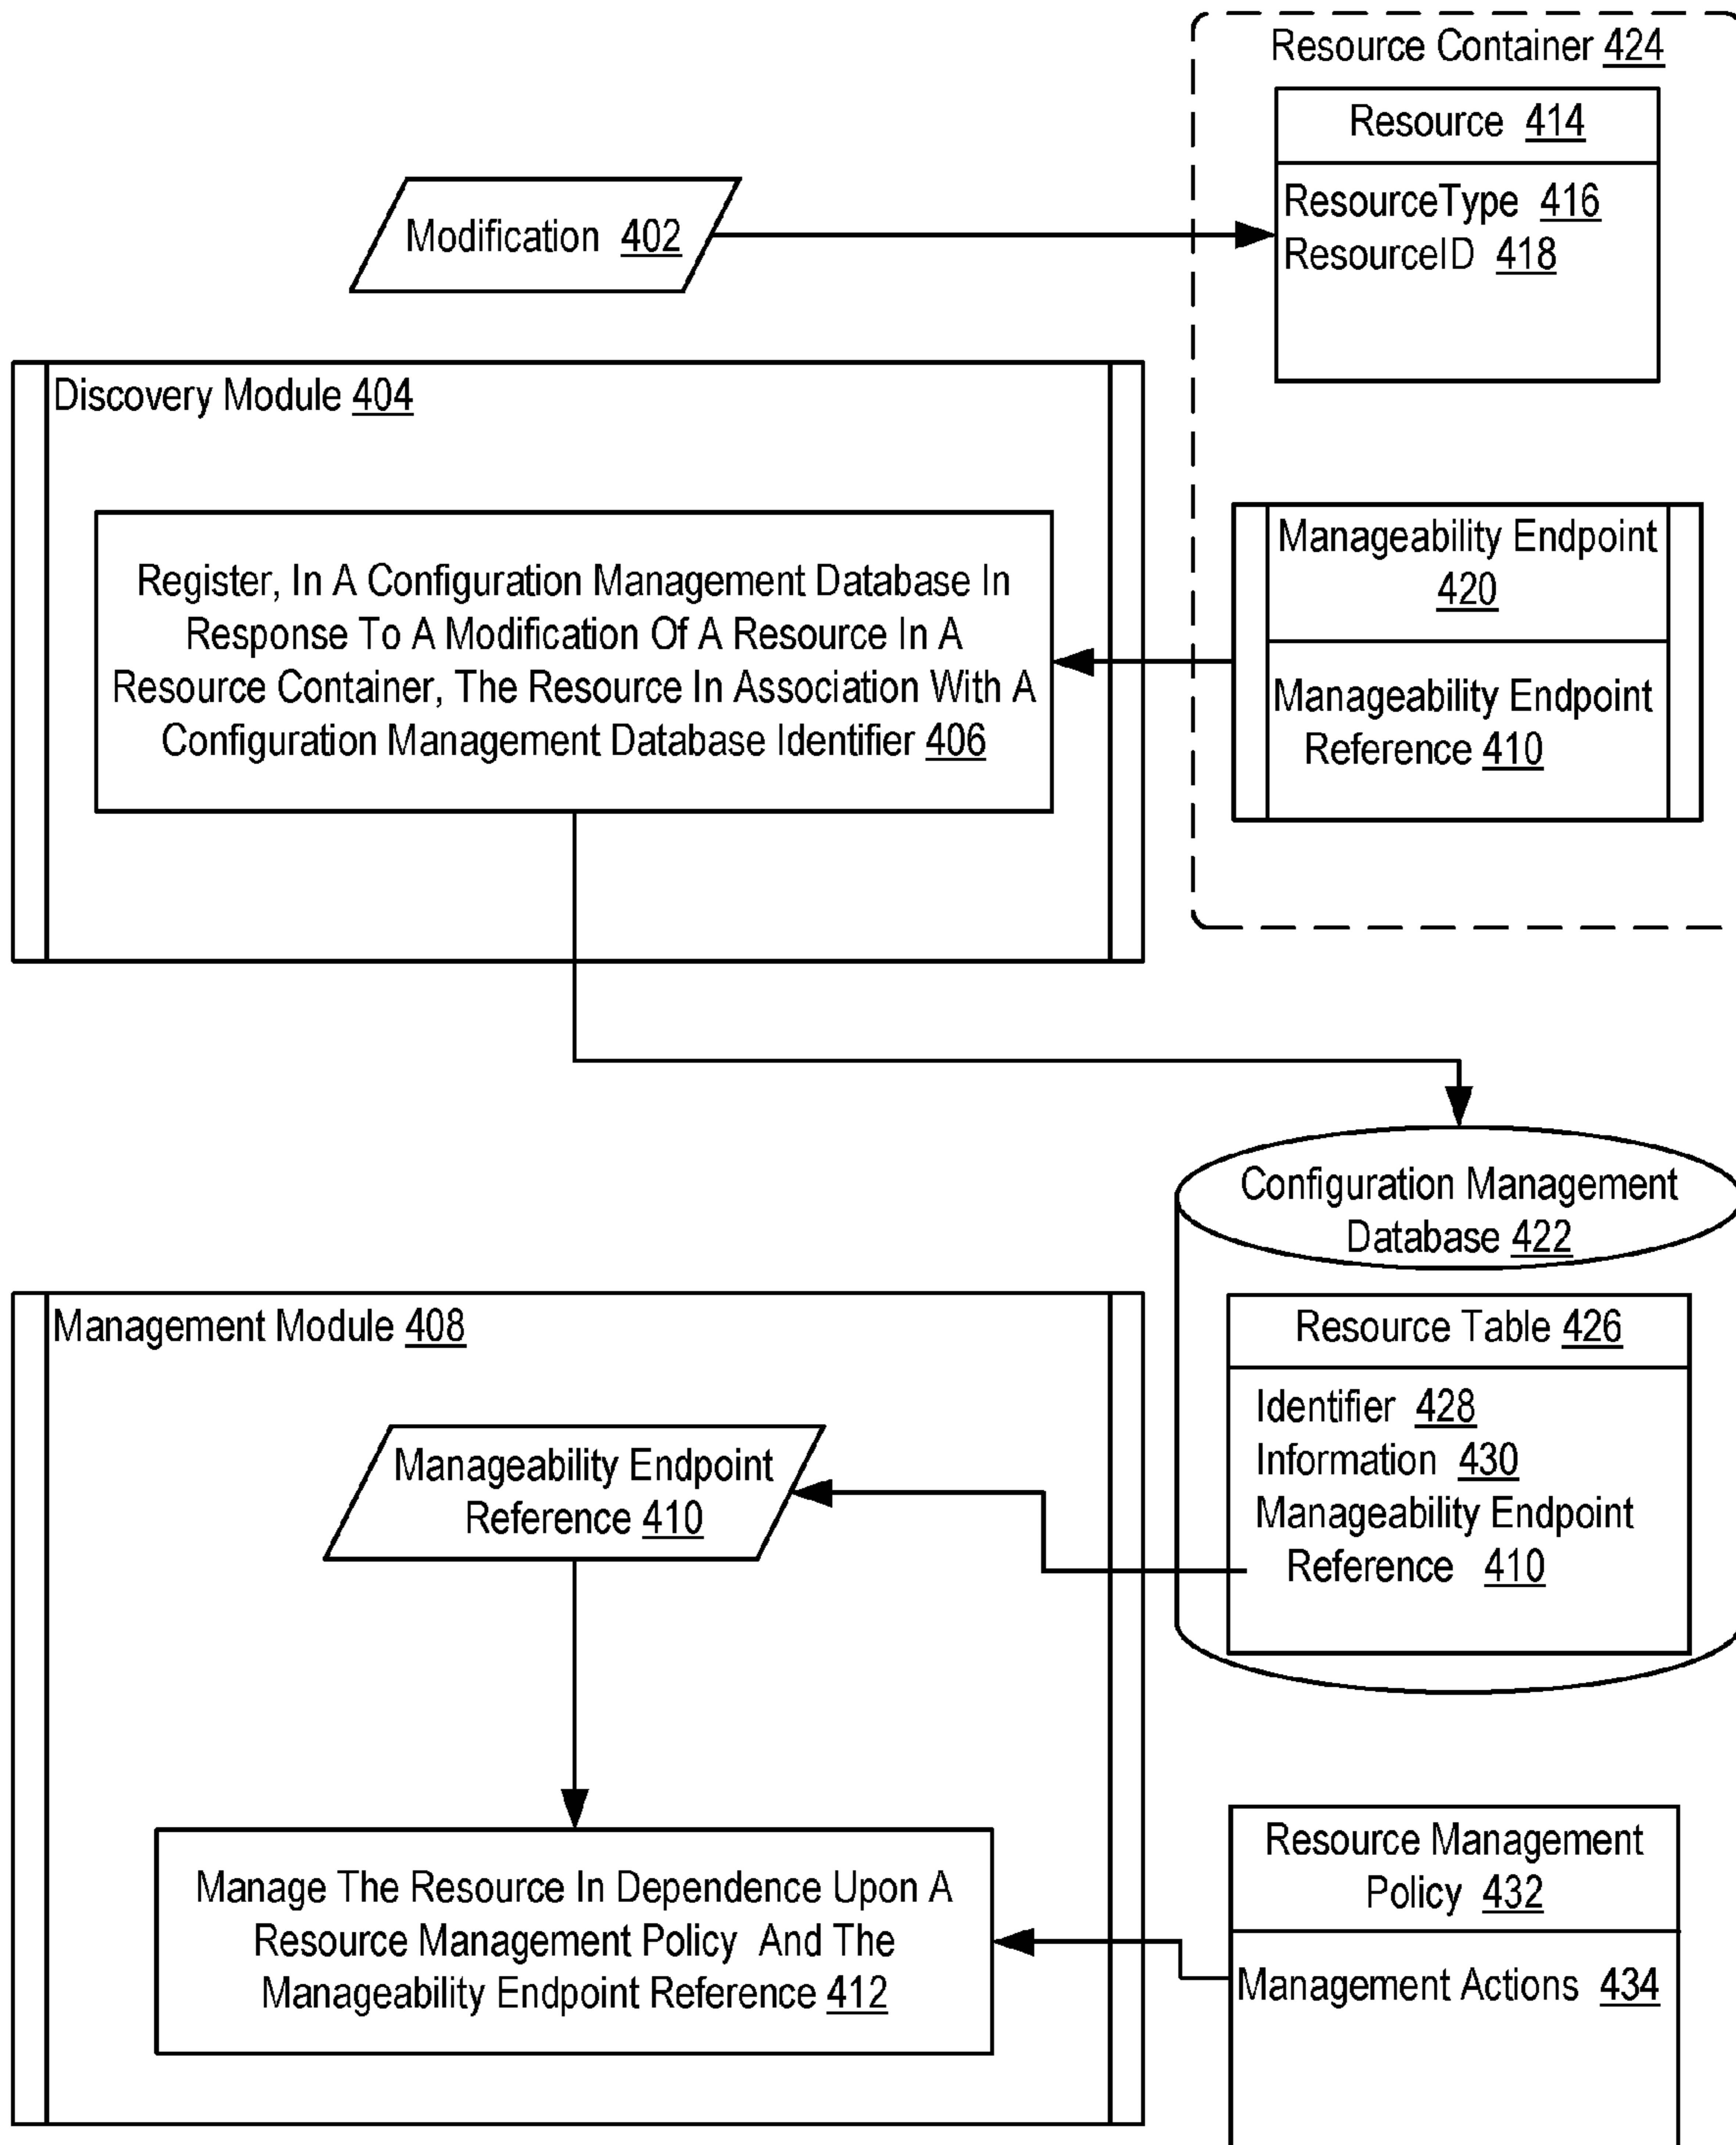 Resource Container 424
Resource 414
ResourceType 416
ResourceID 418
Modification 402
Discovery Module 404
Register, In A Configuration Management Database In
Response To A Modification Of A Resource In A
Resource Container, The Resource In Association With A
Configuration Management Database Identifier 406
Manageability Endpoint
420
Manageability Endpoint
Reference 410
Configuration Management
Database 422
Resource Table 426
Identifier 428
Information 430
Manageability Endpoint
Reference 410
Management Module 408
Manageability Endpoint
Reference 410
Manage The Resource In Dependence Upon A
Resource Management Policy And The
Manageability Endpoint Reference 412
Resource Management
Policy 432
Management Actions 434